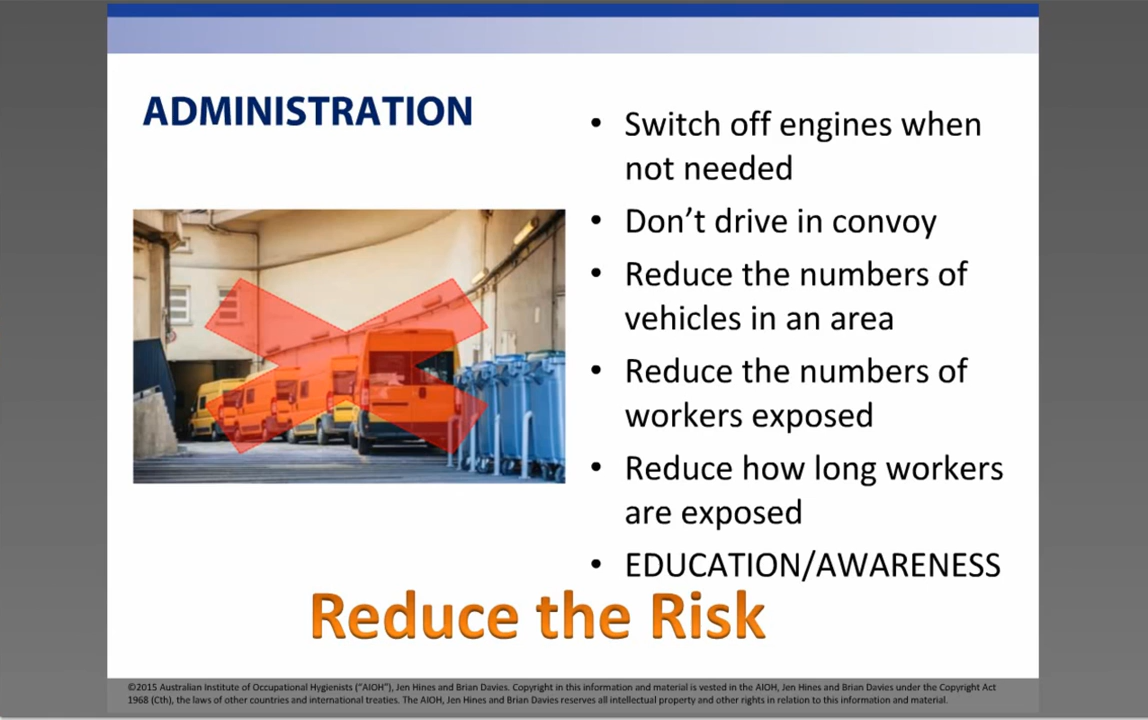 ADMINISTRATION
• Switch off engines when
not needed
• Don’t drive in convoy
• Reduce the numbers of
vehicles in an area
• Reduce the numbers of
workers exposed
• Reduce how long workers
are exposed
• EDUCATION/AWARENESS
Reduce the Risk
©2015 Australian Institute of Occupational Hygienists (“AIOH”), Jen Hines and Brian Davies. Copyright in this information and material is vested in the AIOH, Jen Hines and Brian Davies under the Copyright Act
1968 (Cth), the laws of other countries and international treaties. The AIOH, Jen Hines and Brian Davies reserves all intellectual property and other rights in relation to this information and material.